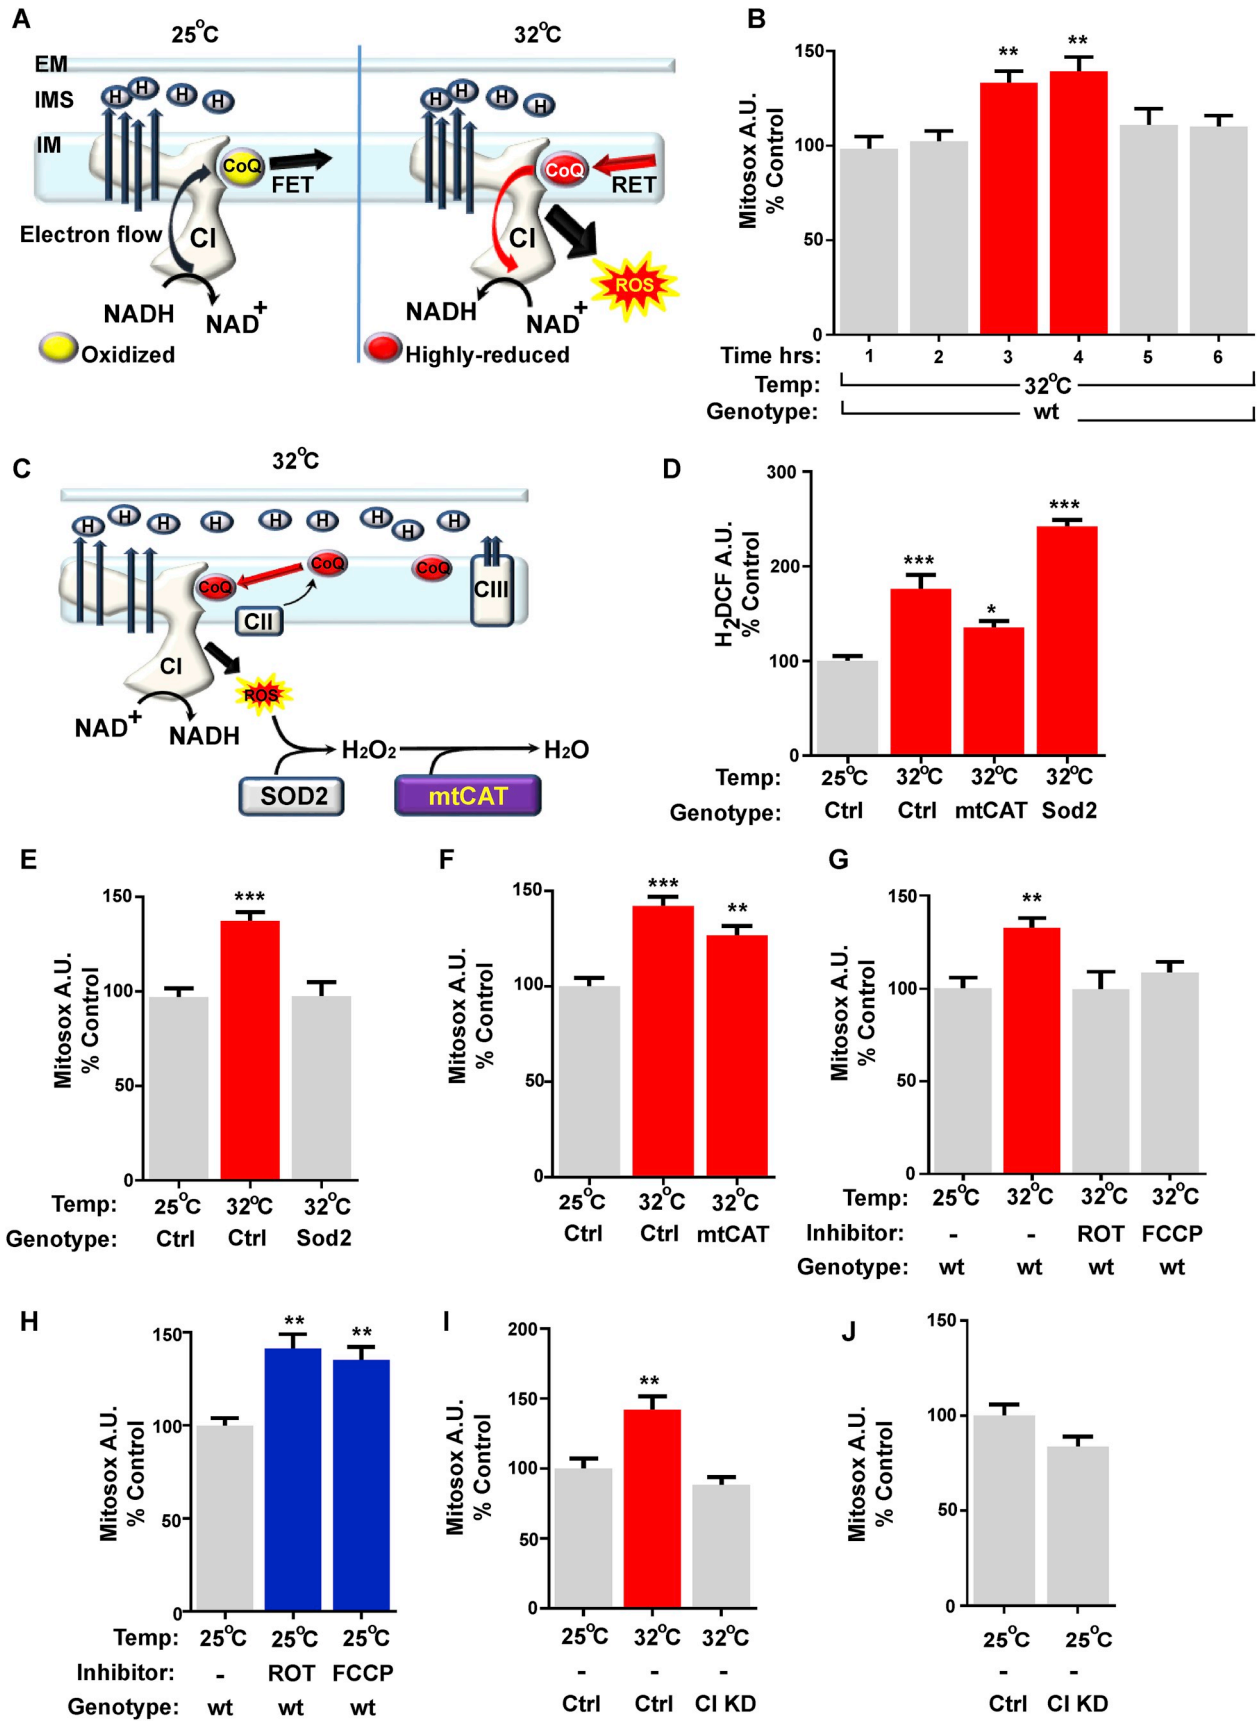 A
25°C
32°C
EM
IMS
IM
H H H H
H H H H
CoQ
FET
CoQ
RET
Electron flow
CI
CI
ROS
NADH
NAD+
NADH
NAD+
Oxidized
Highly-reduced
B
Mitosox A.U.
% Control
150
100
50
0
**
**
Time hrs: 1 2 3 4 5 6
Temp: 32°C
Genotype: wt
C
32°C
H H H H H H H H H
CoQ
CoQ
CoQ
CII
CIII
CI
ROS
NAD+
NADH
H2O2
H2O
SOD2
mtCAT
D
H2DCF A.U.
% Control
300
200
100
0
***
*
***
Temp: 25°C 32°C 32°C 32°C
Genotype: Ctrl Ctrl mtCAT Sod2
E
Mitosox A.U.
% Control
150
100
50
0
***
Temp: 25°C 32°C 32°C
Genotype: Ctrl Ctrl Sod2
F
Mitosox A.U.
% Control
150
100
50
0
***
**
25°C 32°C 32°C
Ctrl Ctrl mtCAT
G
Mitosox A.U.
% Control
150
100
50
0
**
Temp: 25°C 32°C 32°C 32°C
Inhibitor: - - ROT FCCP
Genotype: wt wt wt wt
H
Mitosox A.U.
% Control
150
100
50
0
**
**
Temp: 25°C 25°C 25°C
Inhibitor: - ROT FCCP
Genotype: wt wt wt
I
Mitosox A.U.
% Control
200
150
100
50
0
**
25°C 32°C 32°C
- - -
Ctrl Ctrl CI KD
J
Mitosox A.U.
% Control
150
100
50
0
25°C 25°C
- -
Ctrl CI KD